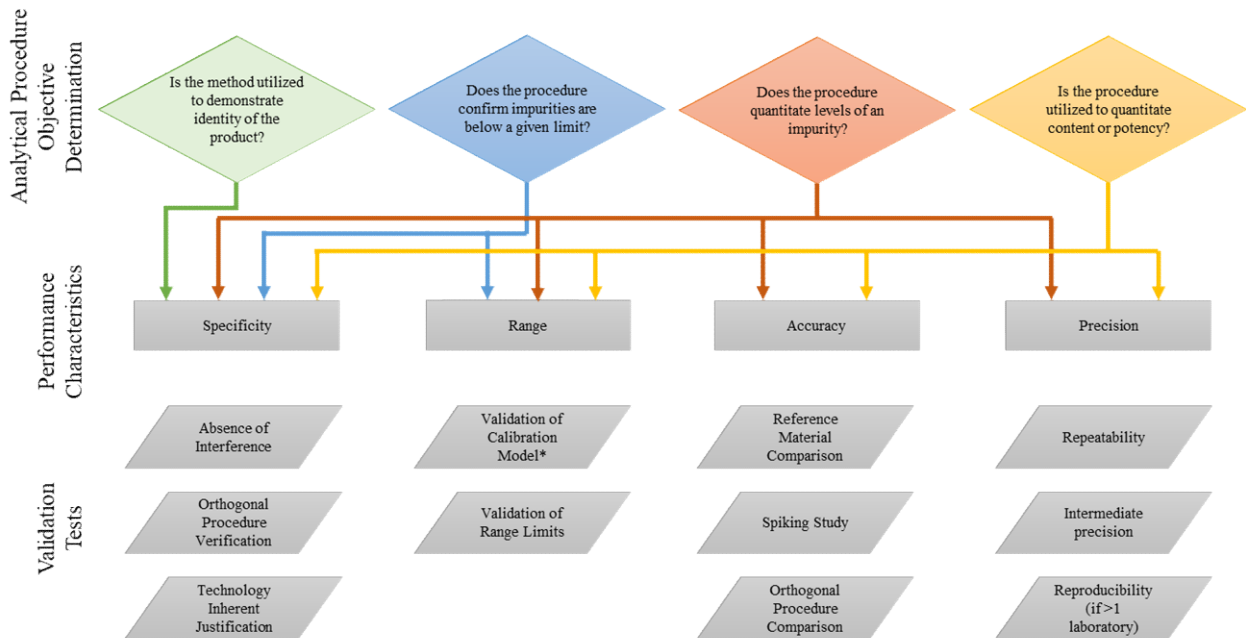 Analytical Procedure
Objective
Determination
Is the method utilized
to demonstrate
identity of the
product?
Does the procedure
confirm impurities are
below a given limit?
Does the procedure
quantitate levels of an
impurity?
Is the procedure
utilized to quantitate
content or potency?
Performance
Characteristics
Specificity
Range
Accuracy
Precision
Validation
Tests
Absence of
Interference
Validation of
Calibration
Model*
Reference
Material
Comparison
Repeatability
Orthogonal
Procedure
Verification
Validation of
Range Limits
Spiking Study
Intermediate
precision
Technology
Inherent
Justification
Orthogonal
Procedure
Comparison
Reproducibility
(if >1
laboratory)